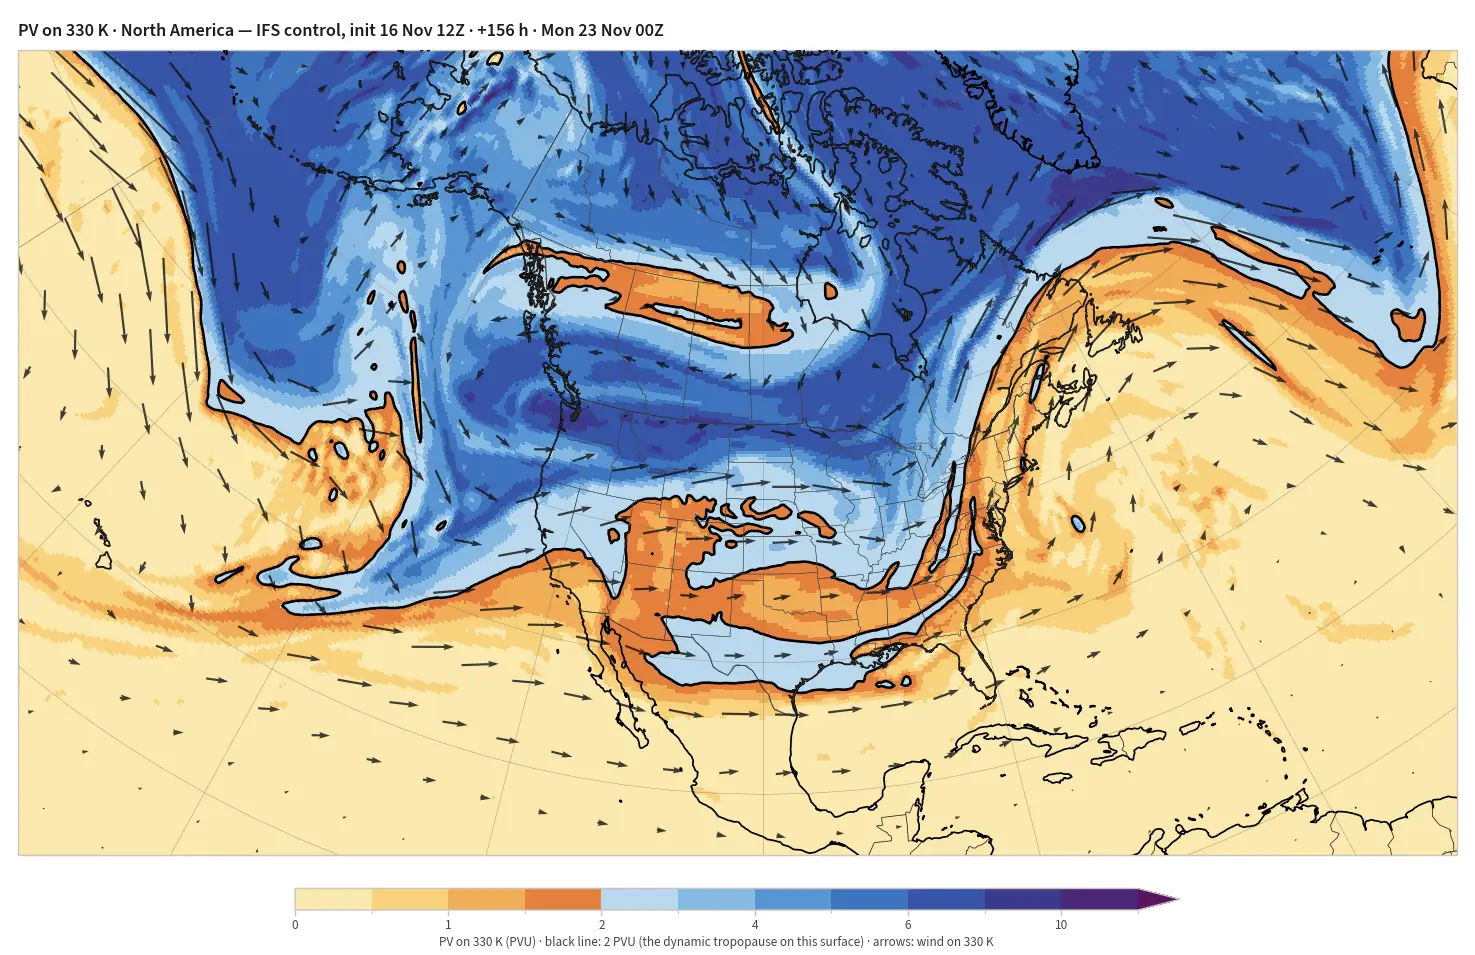 PV on 330 K · North America — IFS control, init 16 Nov 12Z · +156 h · Mon 23 Nov 00Z
0 1 2 4 6 10
PV on 330 K (PVU) · black line: 2 PVU (the dynamic tropopause on this surface) · arrows: wind on 330 K